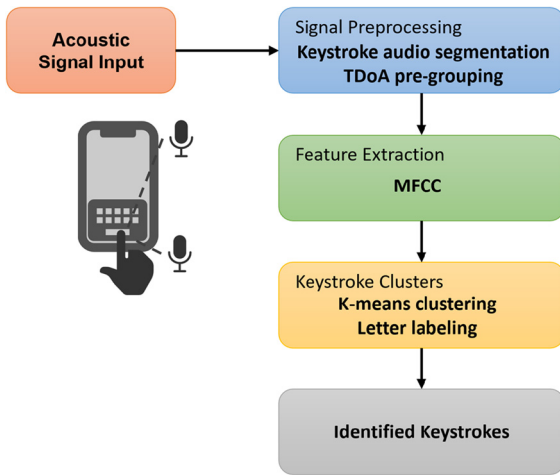 Acoustic
Signal Input
Signal Preprocessing
Keystroke audio segmentation
TDoA pre-grouping
Feature Extraction
MFCC
Keystroke Clusters
K-means clustering
Letter labeling
Identified Keystrokes